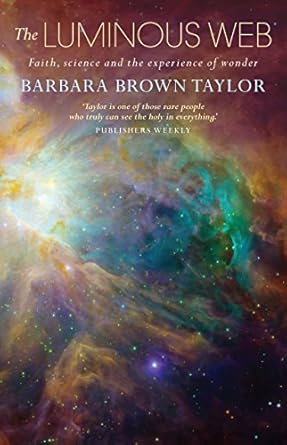 The LUMINOUS WEB
Faith, science and the experience of wonder
BARBARA BROWN TAYLOR
'Taylor is one of those rare people
who truly can see the holy in everything.'
PUBLISHERS WEEKLY